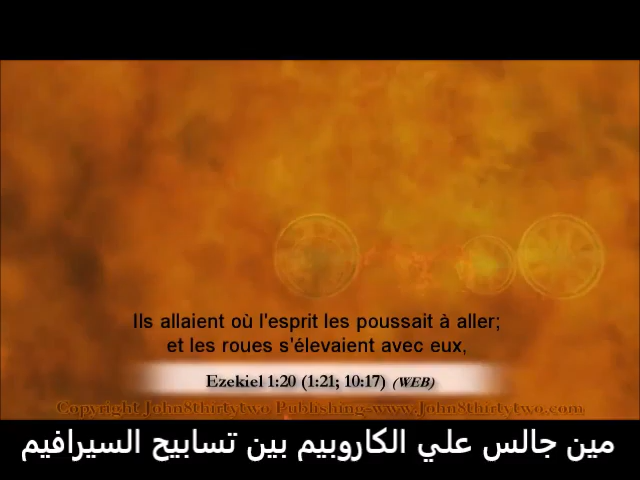 Ils allaient où l'esprit les poussait à aller;
et les roues s'élevaient avec eux,
Ezekiel 1:20 (1:21; 10:17) (WEB)
Copyright John8thirtytwo Publishing-www.John8thirtytwo.com
مين جالس علي الكاروبيم بين تسابيح السيرافيم